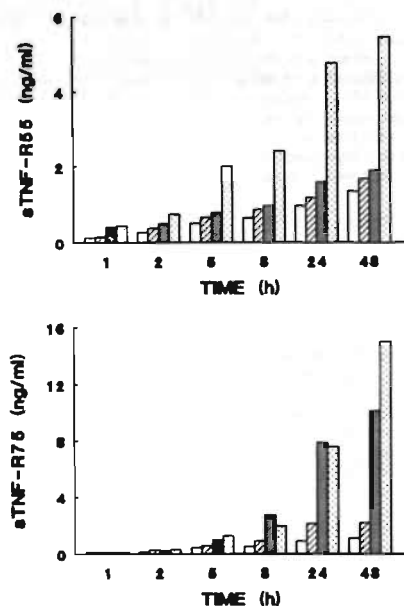 sTNF-R55 (ng/ml)
6
4
2
0
1 2 5 8 24 48
TIME (h)
sTNF-R75 (ng/ml)
16
12
8
4
0
1 2 5 8 24 48
TIME (h)